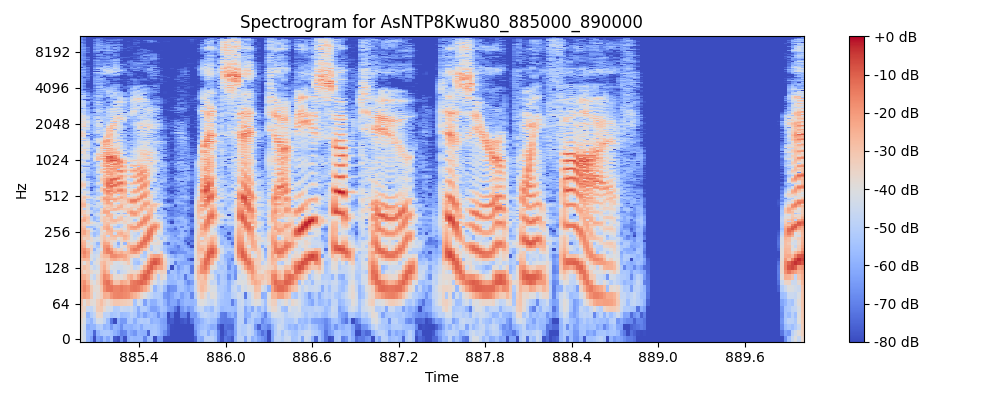 Spectrogram for AsNTP8Kwu80_885000_890000
8192
4096
2048
1024
512
256
128
64
0
Hz
885.4
886.0
886.6
887.2
887.8
888.4
889.0
889.6
Time
+0 dB
-10 dB
-20 dB
-30 dB
-40 dB
-50 dB
-60 dB
-70 dB
-80 dB